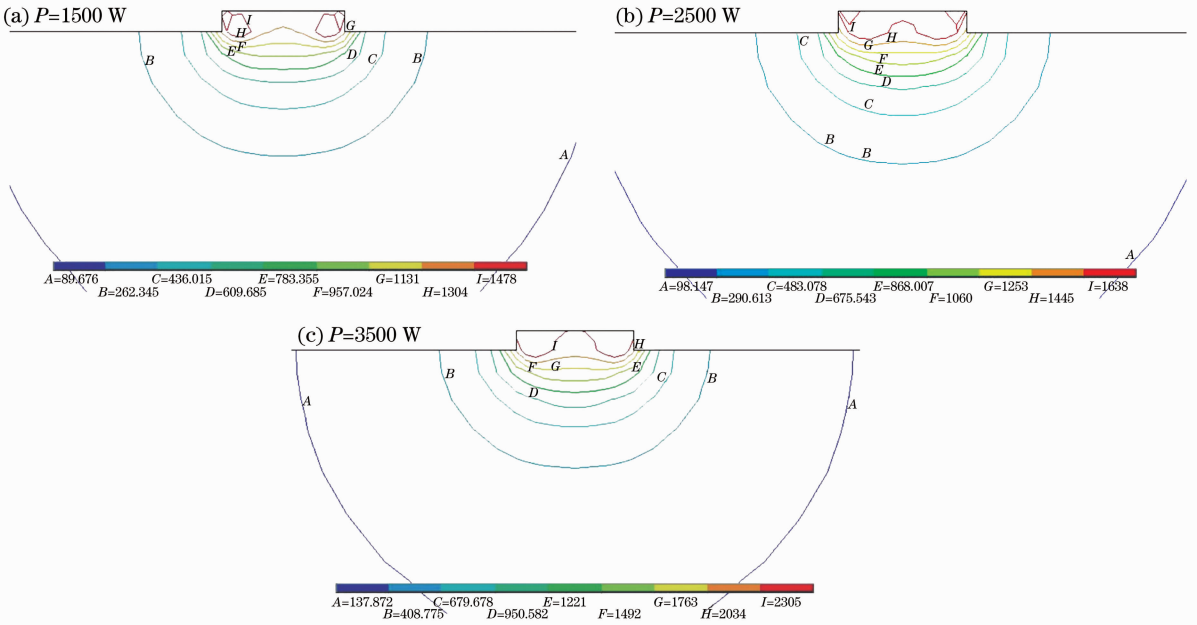 (a) P=1500 W
I
H
G
E F
D
C
B
B
A
A=89.676 C=436.015 E=783.355 G=1131 I=1478
B=262.345 D=609.685 F=957.024 H=1304
(b) P=2500 W
I
H
C
G
F
E
D
C
B
B
A
A=98.147 C=483.078 E=868.007 G=1253 I=1638
B=290.613 D=675.543 F=1060 H=1445
(c) P=3500 W
I
H
F G E
B
C
B
D
A
A
A=137.872 C=679.678 E=1221 G=1763 I=2305
B=408.775 D=950.582 F=1492 H=2034